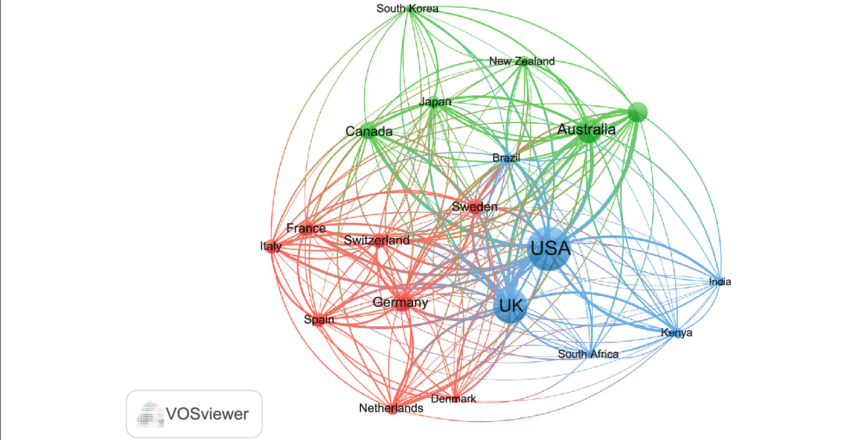 South Korea
New Zealand
Japan
Canada
Australia
Brazil
Sweden
France
Switzerland
Italy
USA
India
Germany
UK
Spain
Kenya
South Africa
Denmark
Netherlands
VOSviewer